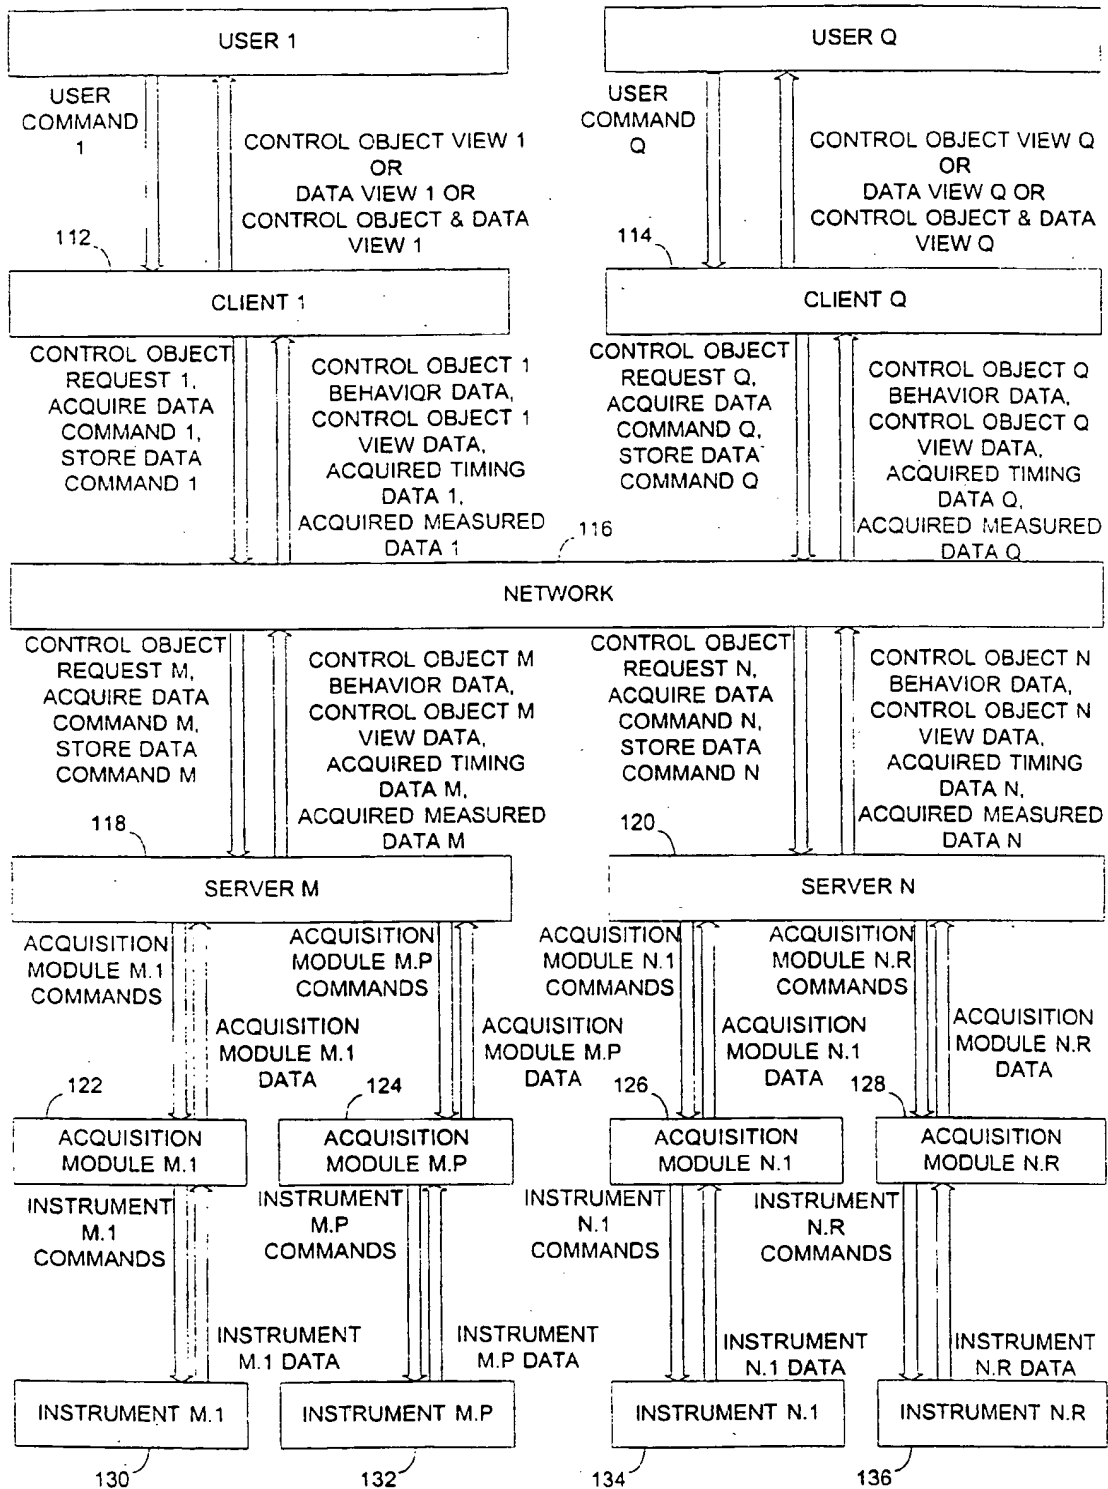 USER 1
USER Q
USER
COMMAND
1
CONTROL OBJECT VIEW 1
OR
DATA VIEW 1 OR
CONTROL OBJECT & DATA
VIEW 1
USER
COMMAND
Q
CONTROL OBJECT VIEW Q
OR
DATA VIEW Q OR
CONTROL OBJECT & DATA
VIEW Q
112
114
CLIENT 1
CLIENT Q
CONTROL OBJECT
REQUEST 1,
ACQUIRE DATA
COMMAND 1,
STORE DATA
COMMAND 1
CONTROL OBJECT 1
BEHAVIOR DATA,
CONTROL OBJECT 1
VIEW DATA,
ACQUIRED TIMING
DATA 1,
ACQUIRED MEASURED
DATA 1
CONTROL OBJECT
REQUEST Q,
ACQUIRE DATA
COMMAND Q,
STORE DATA
COMMAND Q
CONTROL OBJECT Q
BEHAVIOR DATA,
CONTROL OBJECT Q
VIEW DATA,
ACQUIRED TIMING
DATA Q,
ACQUIRED MEASURED
DATA Q
116
NETWORK
CONTROL OBJECT
REQUEST M,
ACQUIRE DATA
COMMAND M,
STORE DATA
COMMAND M
CONTROL OBJECT M
BEHAVIOR DATA,
CONTROL OBJECT M
VIEW DATA,
ACQUIRED TIMING
DATA M,
ACQUIRED MEASURED
DATA M
CONTROL OBJECT
REQUEST N,
ACQUIRE DATA
COMMAND N,
STORE DATA
COMMAND N
CONTROL OBJECT N
BEHAVIOR DATA,
CONTROL OBJECT N
VIEW DATA,
ACQUIRED TIMING
DATA N,
ACQUIRED MEASURED
DATA N
118
120
SERVER M
SERVER N
ACQUISITION
MODULE M.1
COMMANDS
ACQUISITION
MODULE M.P
COMMANDS
ACQUISITION
MODULE N.1
COMMANDS
ACQUISITION
MODULE N.R
COMMANDS
ACQUISITION
MODULE M.1
DATA
ACQUISITION
MODULE M.P
DATA
ACQUISITION
MODULE N.1
DATA
ACQUISITION
MODULE N.R
DATA
122
124
126
128
ACQUISITION
MODULE M.1
ACQUISITION
MODULE M.P
ACQUISITION
MODULE N.1
ACQUISITION
MODULE N.R
INSTRUMENT
M.1
COMMANDS
INSTRUMENT
M.P
COMMANDS
INSTRUMENT
N.1
COMMANDS
INSTRUMENT
N.R
COMMANDS
INSTRUMENT
M.1 DATA
INSTRUMENT
M.P DATA
INSTRUMENT
N.1 DATA
INSTRUMENT
N.R DATA
INSTRUMENT M.1
INSTRUMENT M.P
INSTRUMENT N.1
INSTRUMENT N.R
130
132
134
136